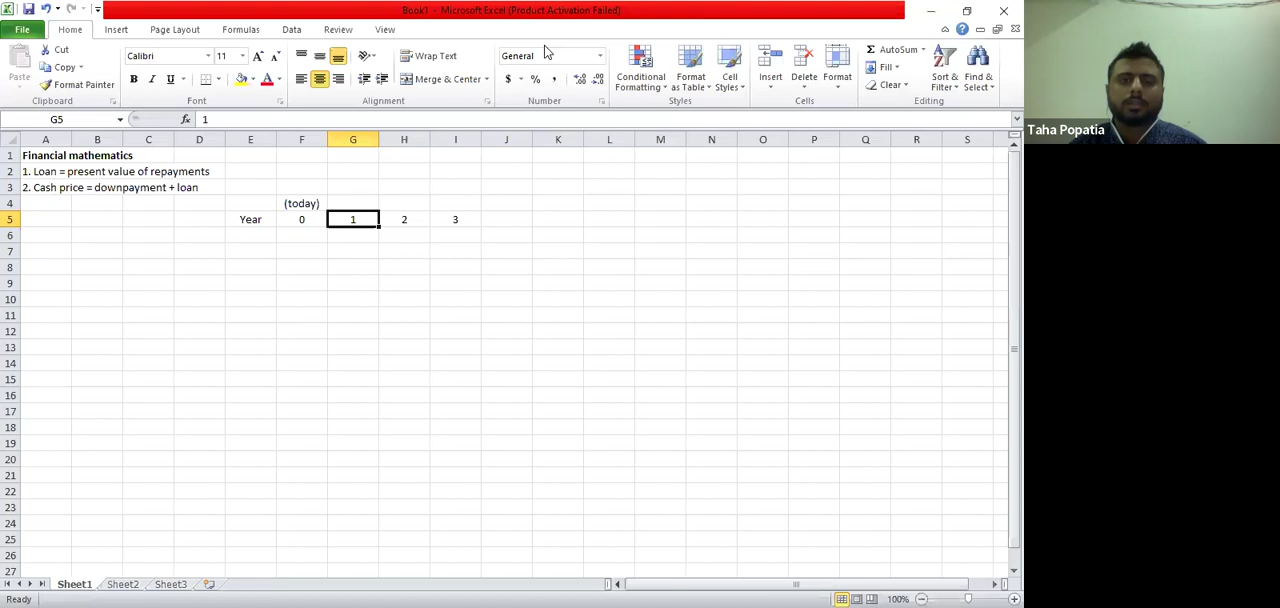 Book1 - Microsoft Excel (Product Activation Failed)
File Home Insert Page Layout Formulas Data Review View
Paste Cut Copy Format Painter Clipboard
Calibri 11 B I U A Font
Wrap Text Merge & Center Alignment
General $ % , Number
Conditional Formatting Format as Table Cell Styles Styles
Insert Delete Format Cells
Σ AutoSum Fill Clear Sort & Filter Find & Select Editing
G5 fx 1
A B C D E F G H I J K L M N O P Q R S
1 Financial mathematics
2 1. Loan = present value of repayments
3 2. Cash price = downpayment + loan
4 (today)
5 Year 0 1 2 3
6
7
8
9
10
11
12
13
14
15
16
17
18
19
20
21
22
23
24
25
26
27
Sheet1 Sheet2 Sheet3
Ready 100%
Taha Popatia